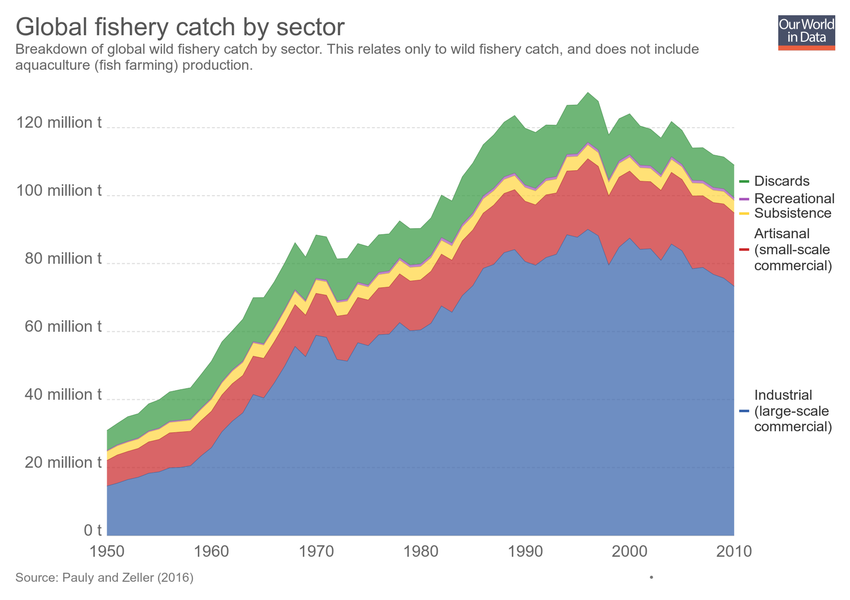 Global fishery catch by sector
Our World
in Data
Breakdown of global wild fishery catch by sector. This relates only to wild fishery catch, and does not include
aquaculture (fish farming) production.
120 million t
100 million t
80 million t
60 million t
40 million t
20 million t
0 t
Discards
Recreational
Subsistence
Artisanal
(small-scale
commercial)
Industrial
(large-scale
commercial)
1950 1960 1970 1980 1990 2000 2010
Source: Pauly and Zeller (2016)